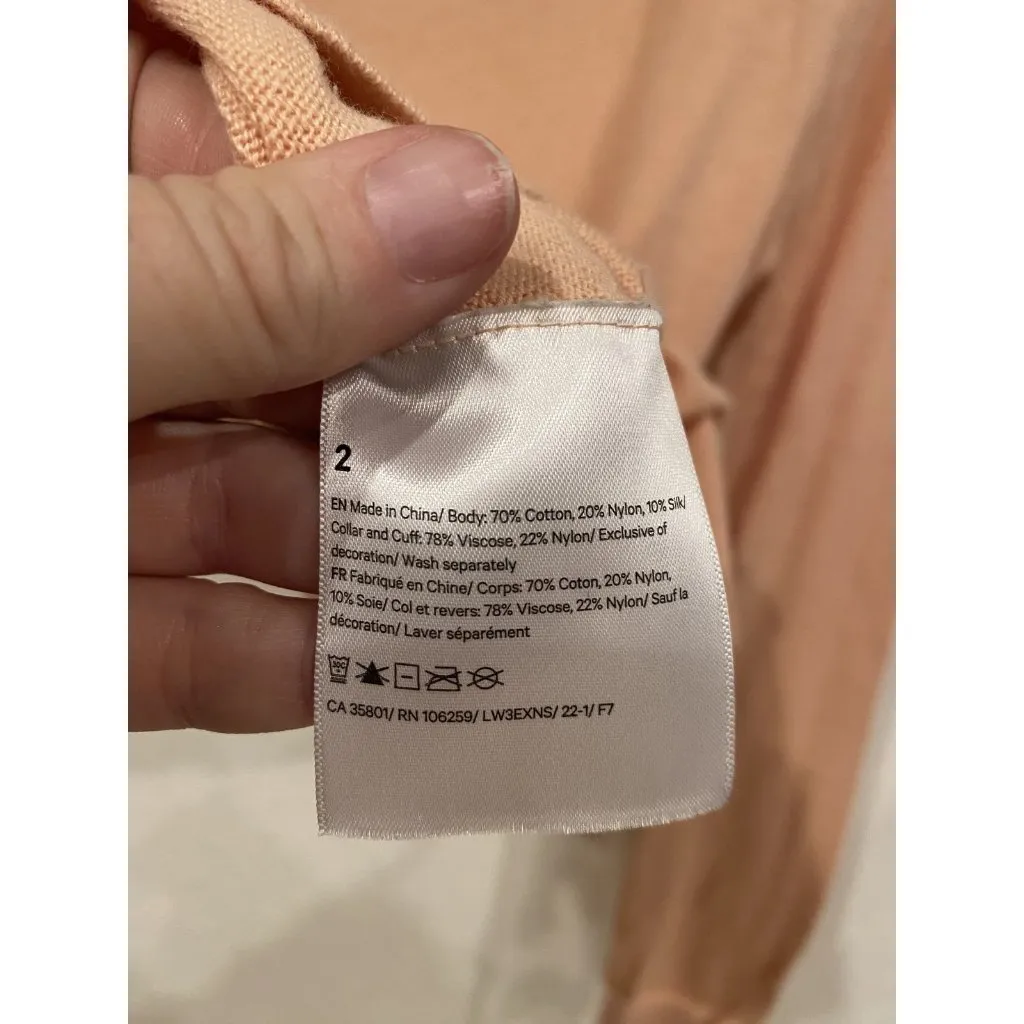 2
EN Made in China/ Body: 70% Cotton, 20% Nylon, 10% Silk/
Collar and Cuff: 78% Viscose, 22% Nylon/ Exclusive of
decoration/ Wash separately
FR Fabriqué en Chine/ Corps: 70% Coton, 20% Nylon,
10% Soie/ Col et revers: 78% Viscose, 22% Nylon/ Sauf la
décoration/ Laver séparément
30C
CA 35801/ RN 106259/ LW3EXNS/ 22-1/ F7